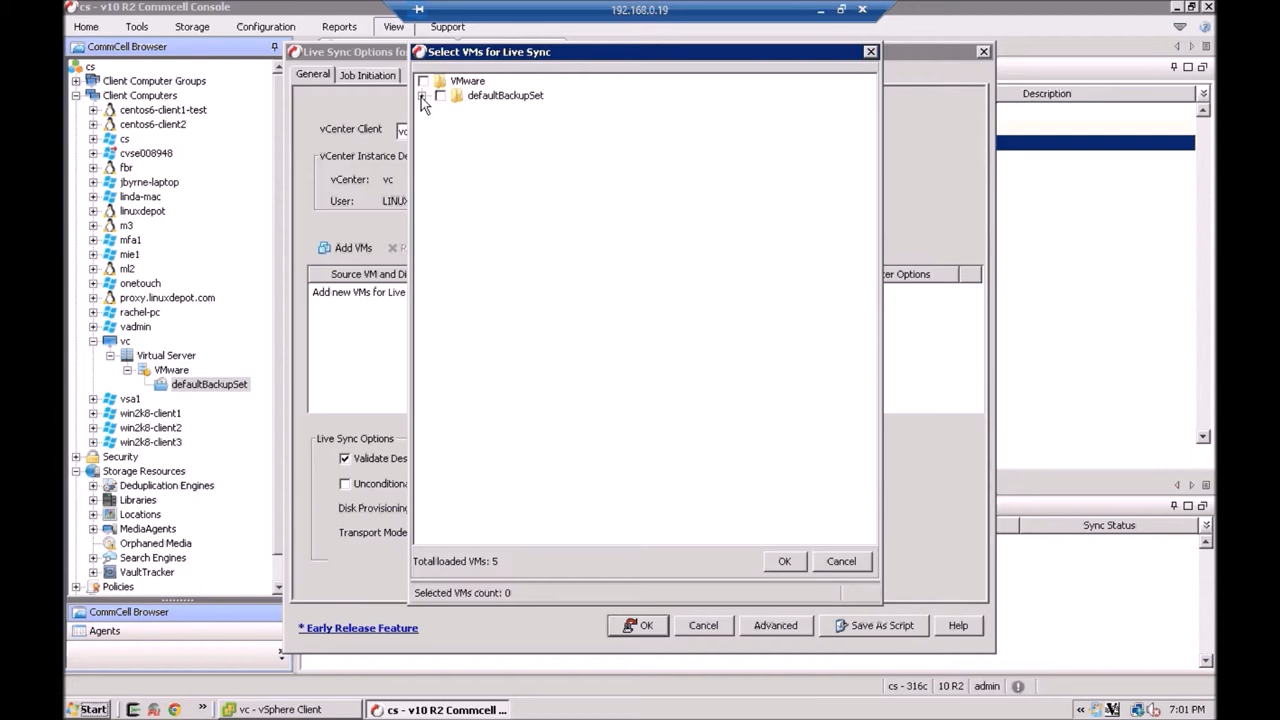 cs - v10 R2 Commcell Console
192.168.0.19
Home Tools Storage Configuration Reports View Support
CommCell Browser
Live Sync Options for
Select VMs for Live Sync
cs
Client Computer Groups
Client Computers
centos6-client1-test
centos6-client2
cs
cvse008948
fbr
jbyrne-laptop
linda-mac
linuxdepot
m3
mfa1
mie1
ml2
onetouch
proxy.linuxdepot.com
rachel-pc
vadmin
vc
Virtual Server
VMware
defaultBackupSet
vsa1
win2k8-client1
win2k8-client2
win2k8-client3
Security
Storage Resources
Deduplication Engines
Libraries
Locations
MediaAgents
Orphaned Media
Search Engines
VaultTracker
Policies
CommCell Browser
Agents
General Job Initiation
vCenter Client vc
vCenter Instance De
vCenter: vc
User: LINUX
Add VMs R
Source VM and Di
er Options
Add new VMs for Live
Live Sync Options
Validate Des
Unconditiona
Disk Provisioning
Transport Mode
VMware
defaultBackupSet
Total loaded VMs: 5
OK Cancel
Selected VMs count: 0
* Early Release Feature
OK Cancel Advanced Save As Script Help
Description
Sync Status
cs - 316c 10 R2 admin
Start
vc - vSphere Client
cs - v10 R2 Commcell ...
7:01 PM